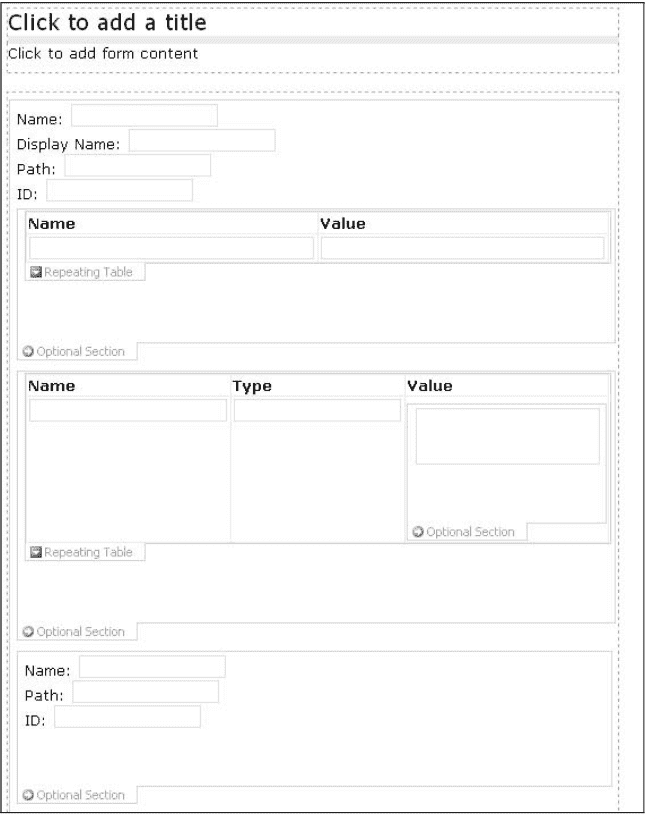 Click to add a title
Click to add form content
Name:
Display Name:
Path:
ID:
Name Value
Repeating Table
Optional Section
Name Type Value
Optional Section
Repeating Table
Optional Section
Name:
Path:
ID:
Optional Section